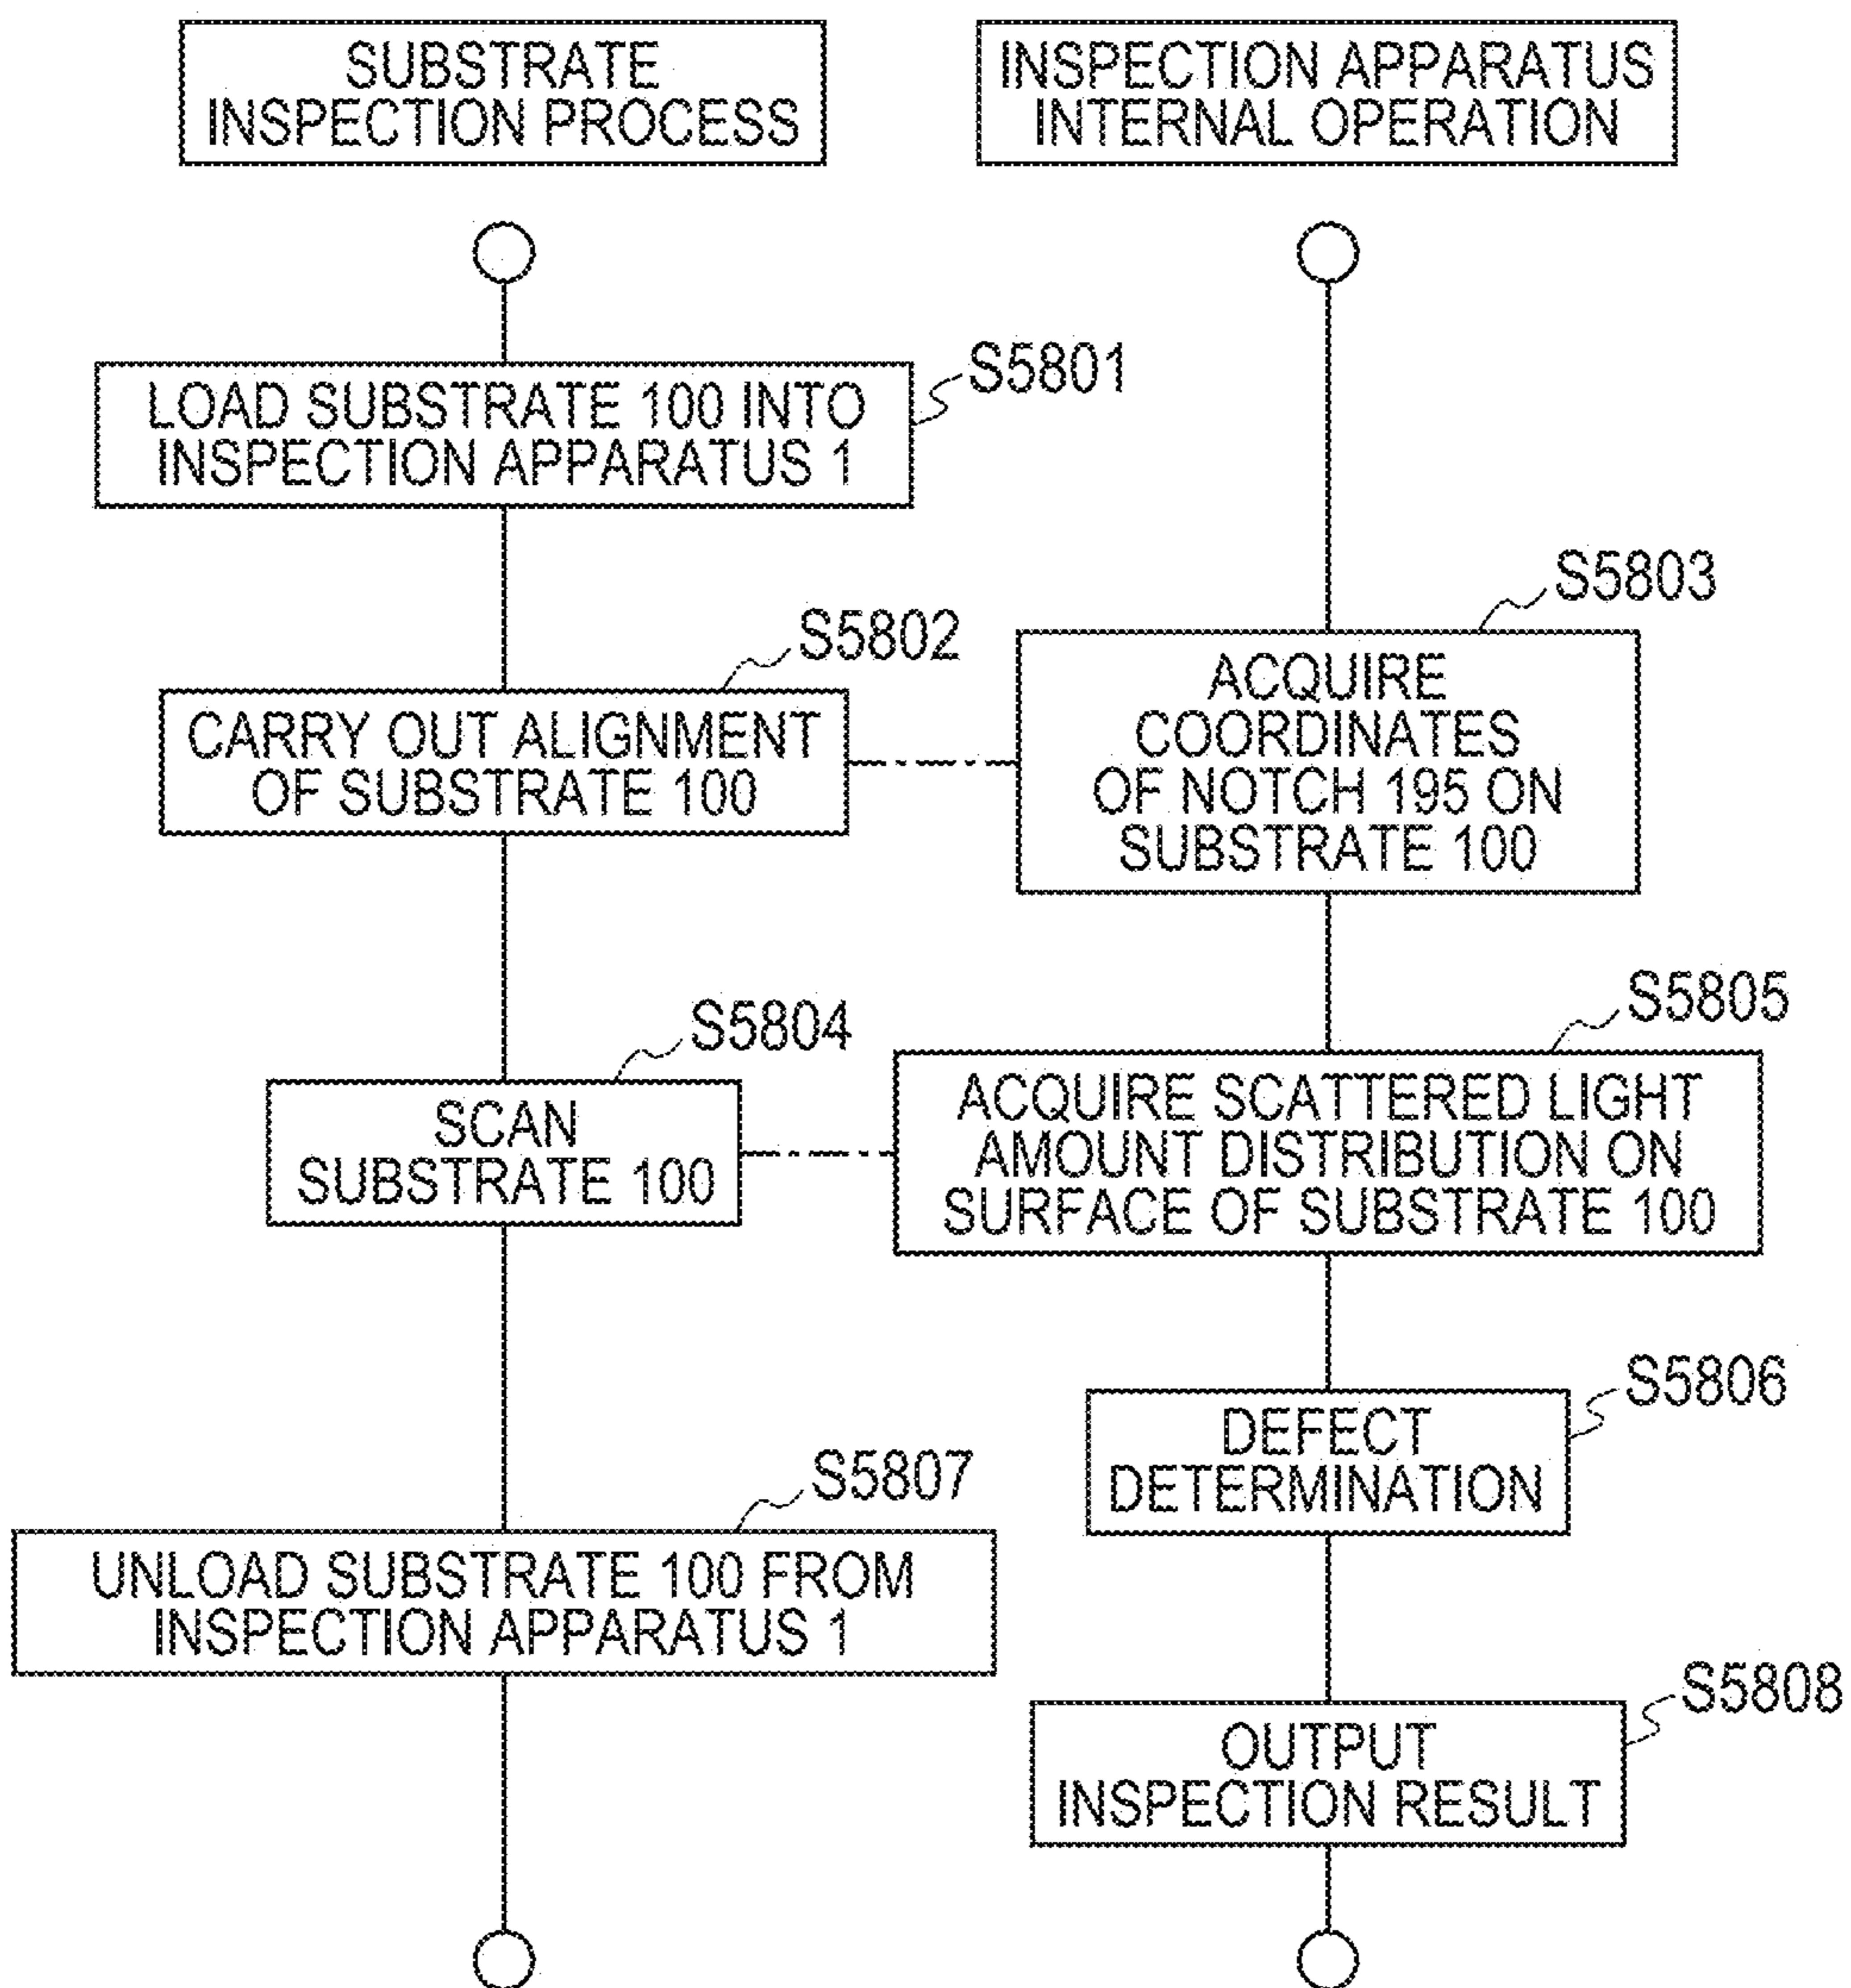 SUBSTRATE
INSPECTION PROCESS
INSPECTION APPARATUS
INTERNAL OPERATION
S5801
LOAD SUBSTRATE 100 INTO
INSPECTION APPARATUS 1
S5803
S5802
ACQUIRE
COORDINATES
OF NOTCH 195 ON
SUBSTRATE 100
CARRY OUT ALIGNMENT
OF SUBSTRATE 100
S5805
S5804
ACQUIRE SCATTERED LIGHT
AMOUNT DISTRIBUTION ON
SURFACE OF SUBSTRATE 100
SCAN
SUBSTRATE 100
S5806
DEFECT
DETERMINATION
S5807
UNLOAD SUBSTRATE 100 FROM
INSPECTION APPARATUS 1
S5808
OUTPUT
INSPECTION RESULT